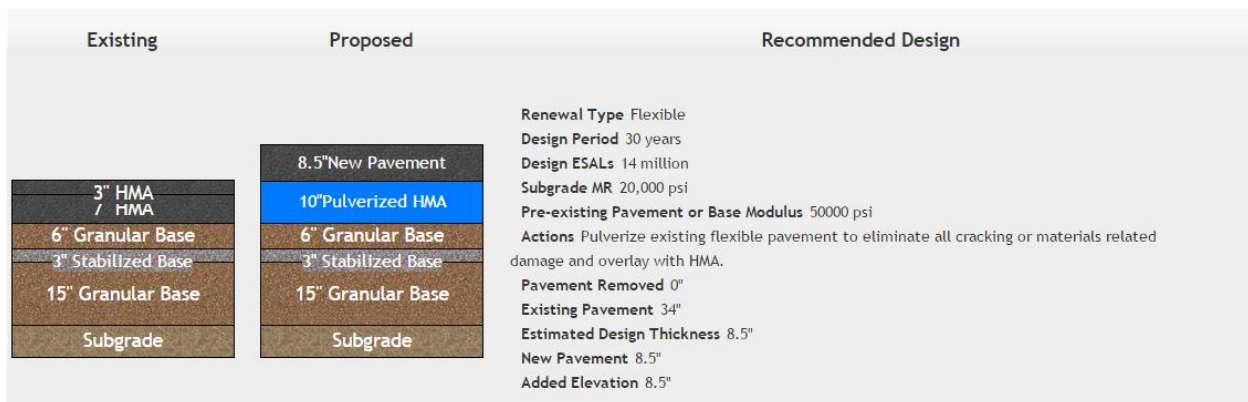 Existing
Proposed
Recommended Design
3" HMA
7" HMA
6" Granular Base
3" Stabilized Base
15" Granular Base
Subgrade
8.5"New Pavement
10"Pulverized HMA
6" Granular Base
3" Stabilized Base
15" Granular Base
Subgrade
Renewal Type Flexible
Design Period 30 years
Design ESALs 14 million
Subgrade MR 20,000 psi
Pre-existing Pavement or Base Modulus 50000 psi
Actions Pulverize existing flexible pavement to eliminate all cracking or materials related
damage and overlay with HMA.
Pavement Removed 0"
Existing Pavement 34"
Estimated Design Thickness 8.5"
New Pavement 8.5"
Added Elevation 8.5"